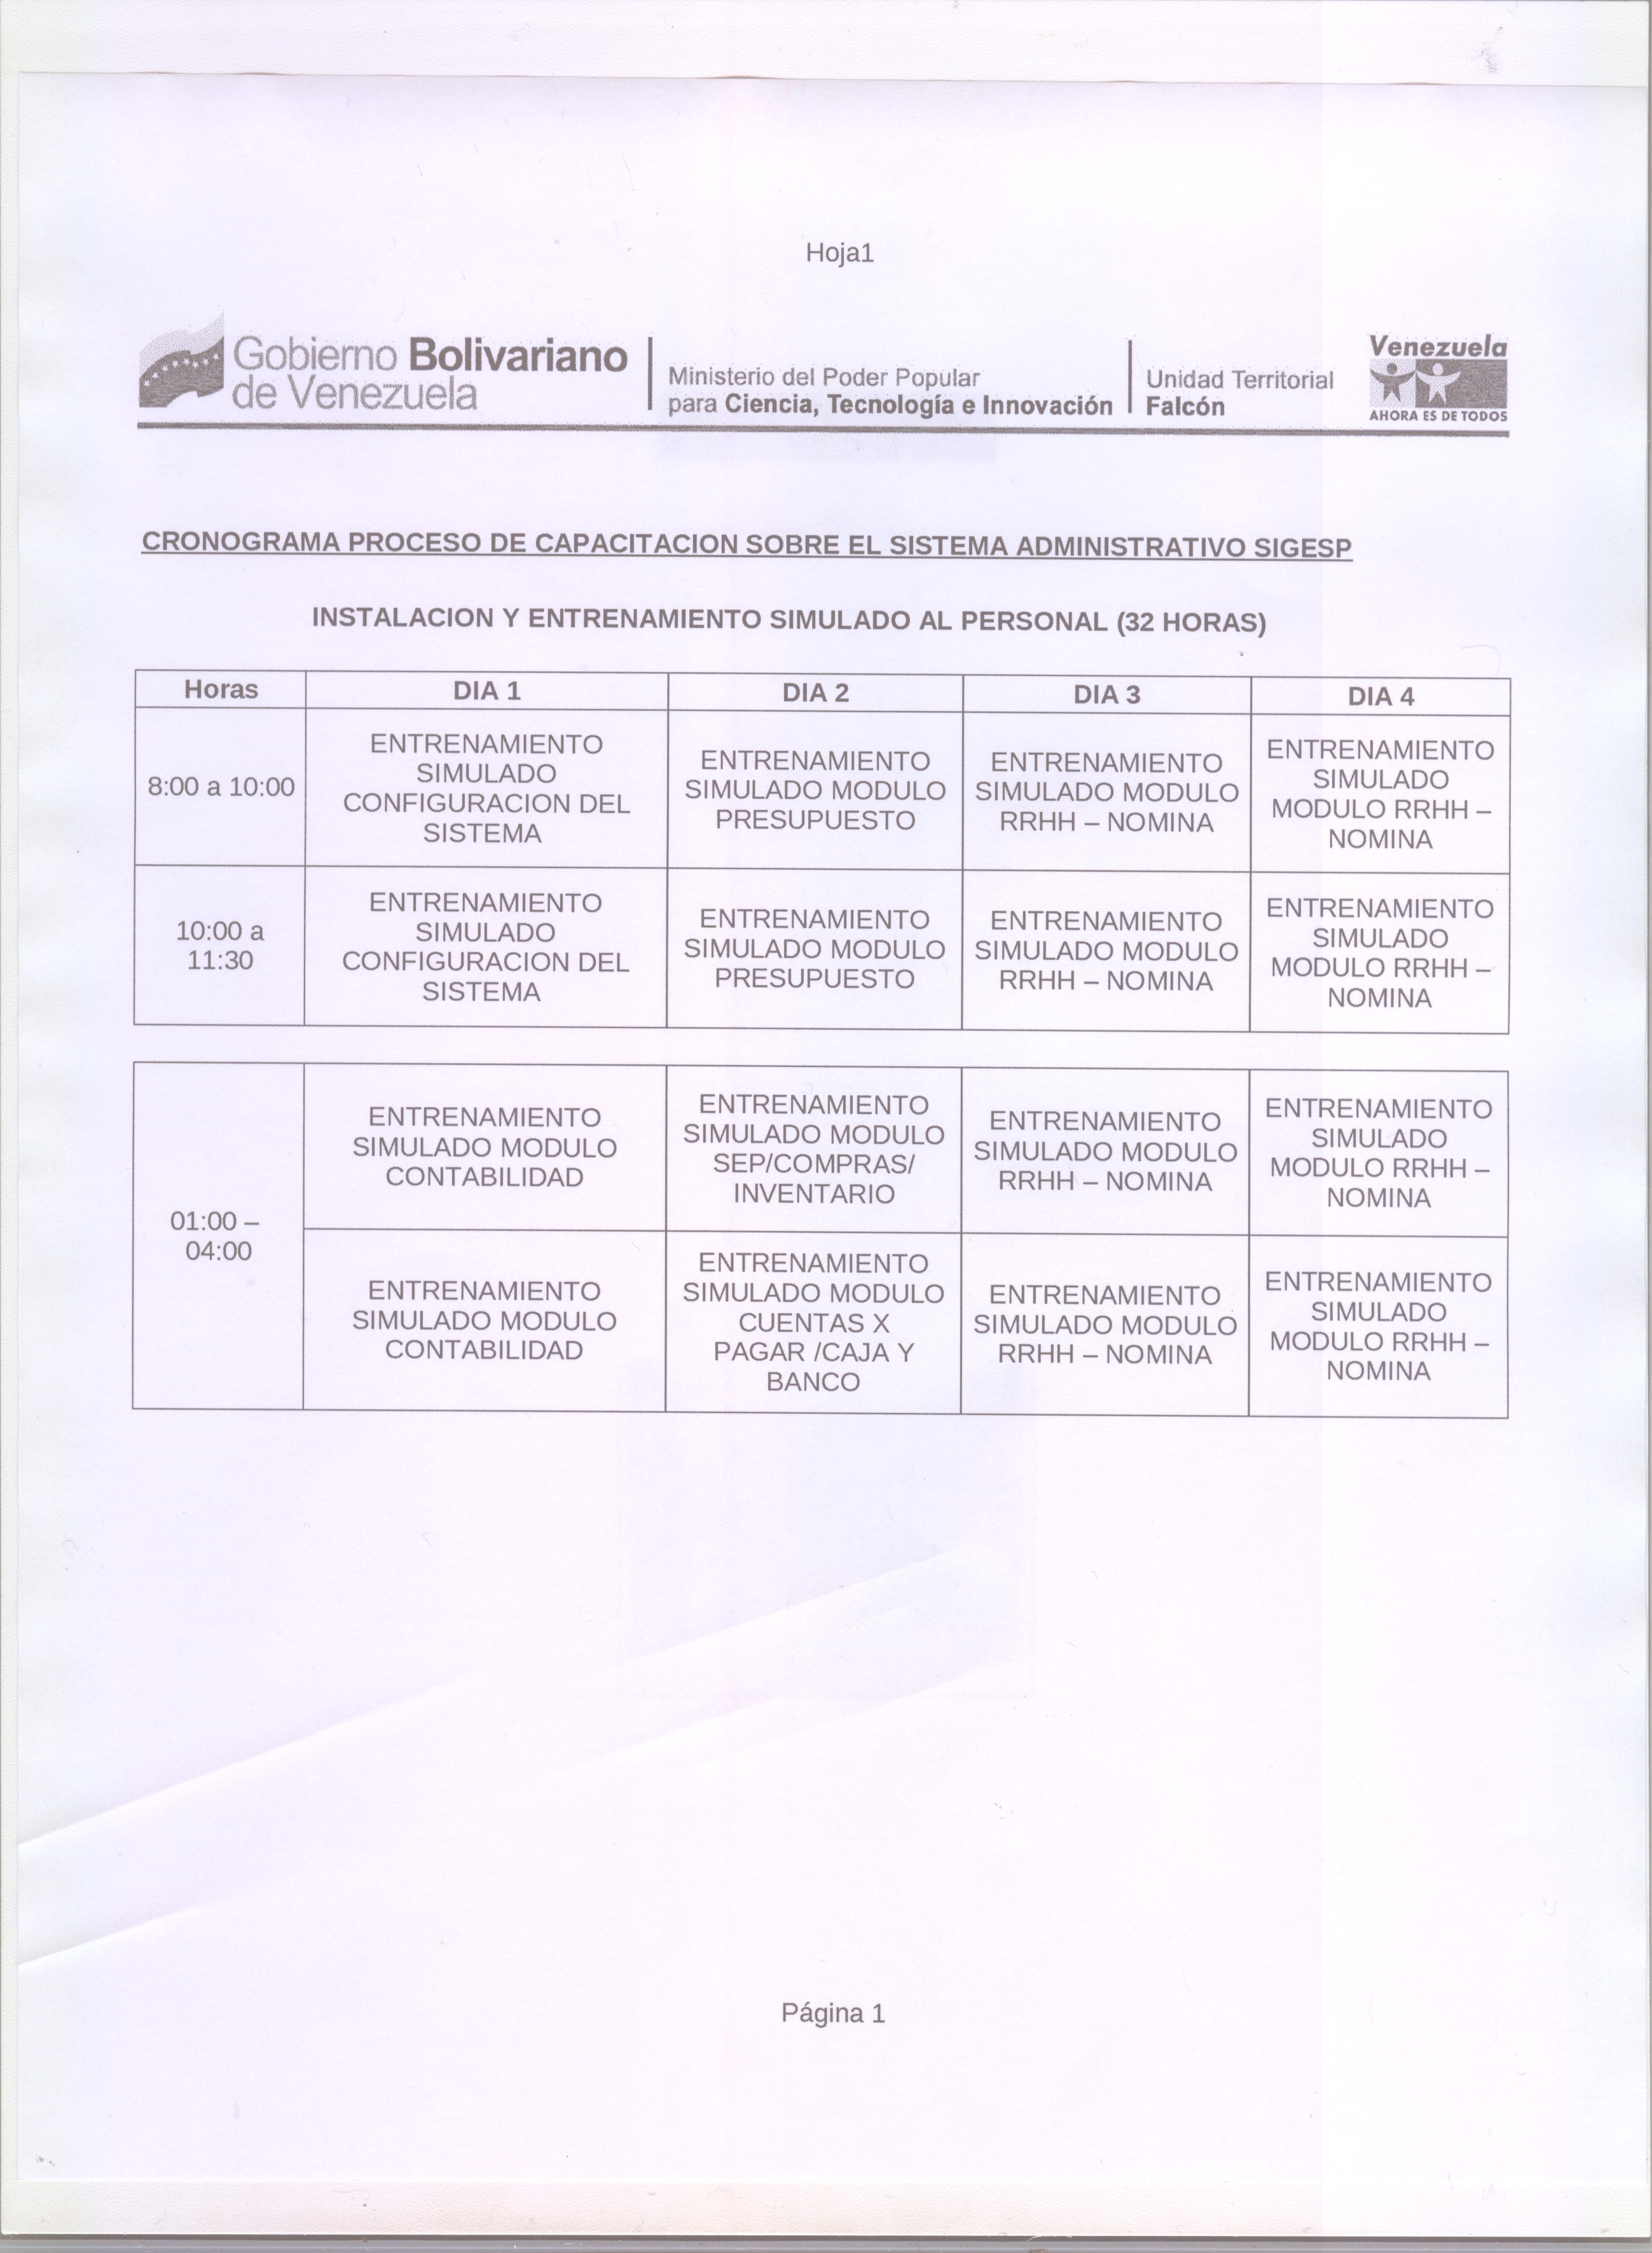 Hoja1
Gobierno Bolivariano
de Venezuela
Ministerio del Poder Popular
para Ciencia, Tecnología e Innovación
Unidad Territorial
Falcón
Venezuela
AHORA ES DE TODOS
CRONOGRAMA PROCESO DE CAPACITACION SOBRE EL SISTEMA ADMINISTRATIVO SIGESP
INSTALACION Y ENTRENAMIENTO SIMULADO AL PERSONAL (32 HORAS)
Horas
DIA 1
DIA 2
DIA 3
DIA 4
8:00 a 10:00
ENTRENAMIENTO
SIMULADO
CONFIGURACION DEL
SISTEMA
ENTRENAMIENTO
SIMULADO MODULO
PRESUPUESTO
ENTRENAMIENTO
SIMULADO MODULO
RRHH – NOMINA
ENTRENAMIENTO
SIMULADO
MODULO RRHH –
NOMINA
10:00 a
11:30
ENTRENAMIENTO
SIMULADO
CONFIGURACION DEL
SISTEMA
ENTRENAMIENTO
SIMULADO MODULO
PRESUPUESTO
ENTRENAMIENTO
SIMULADO MODULO
RRHH – NOMINA
ENTRENAMIENTO
SIMULADO
MODULO RRHH –
NOMINA
01:00 –
04:00
ENTRENAMIENTO
SIMULADO MODULO
CONTABILIDAD
ENTRENAMIENTO
SIMULADO MODULO
SEP/COMPRAS/
INVENTARIO
ENTRENAMIENTO
SIMULADO MODULO
RRHH – NOMINA
ENTRENAMIENTO
SIMULADO
MODULO RRHH –
NOMINA
ENTRENAMIENTO
SIMULADO MODULO
CONTABILIDAD
ENTRENAMIENTO
SIMULADO MODULO
CUENTAS X
PAGAR /CAJA Y
BANCO
ENTRENAMIENTO
SIMULADO MODULO
RRHH – NOMINA
ENTRENAMIENTO
SIMULADO
MODULO RRHH –
NOMINA
Página 1